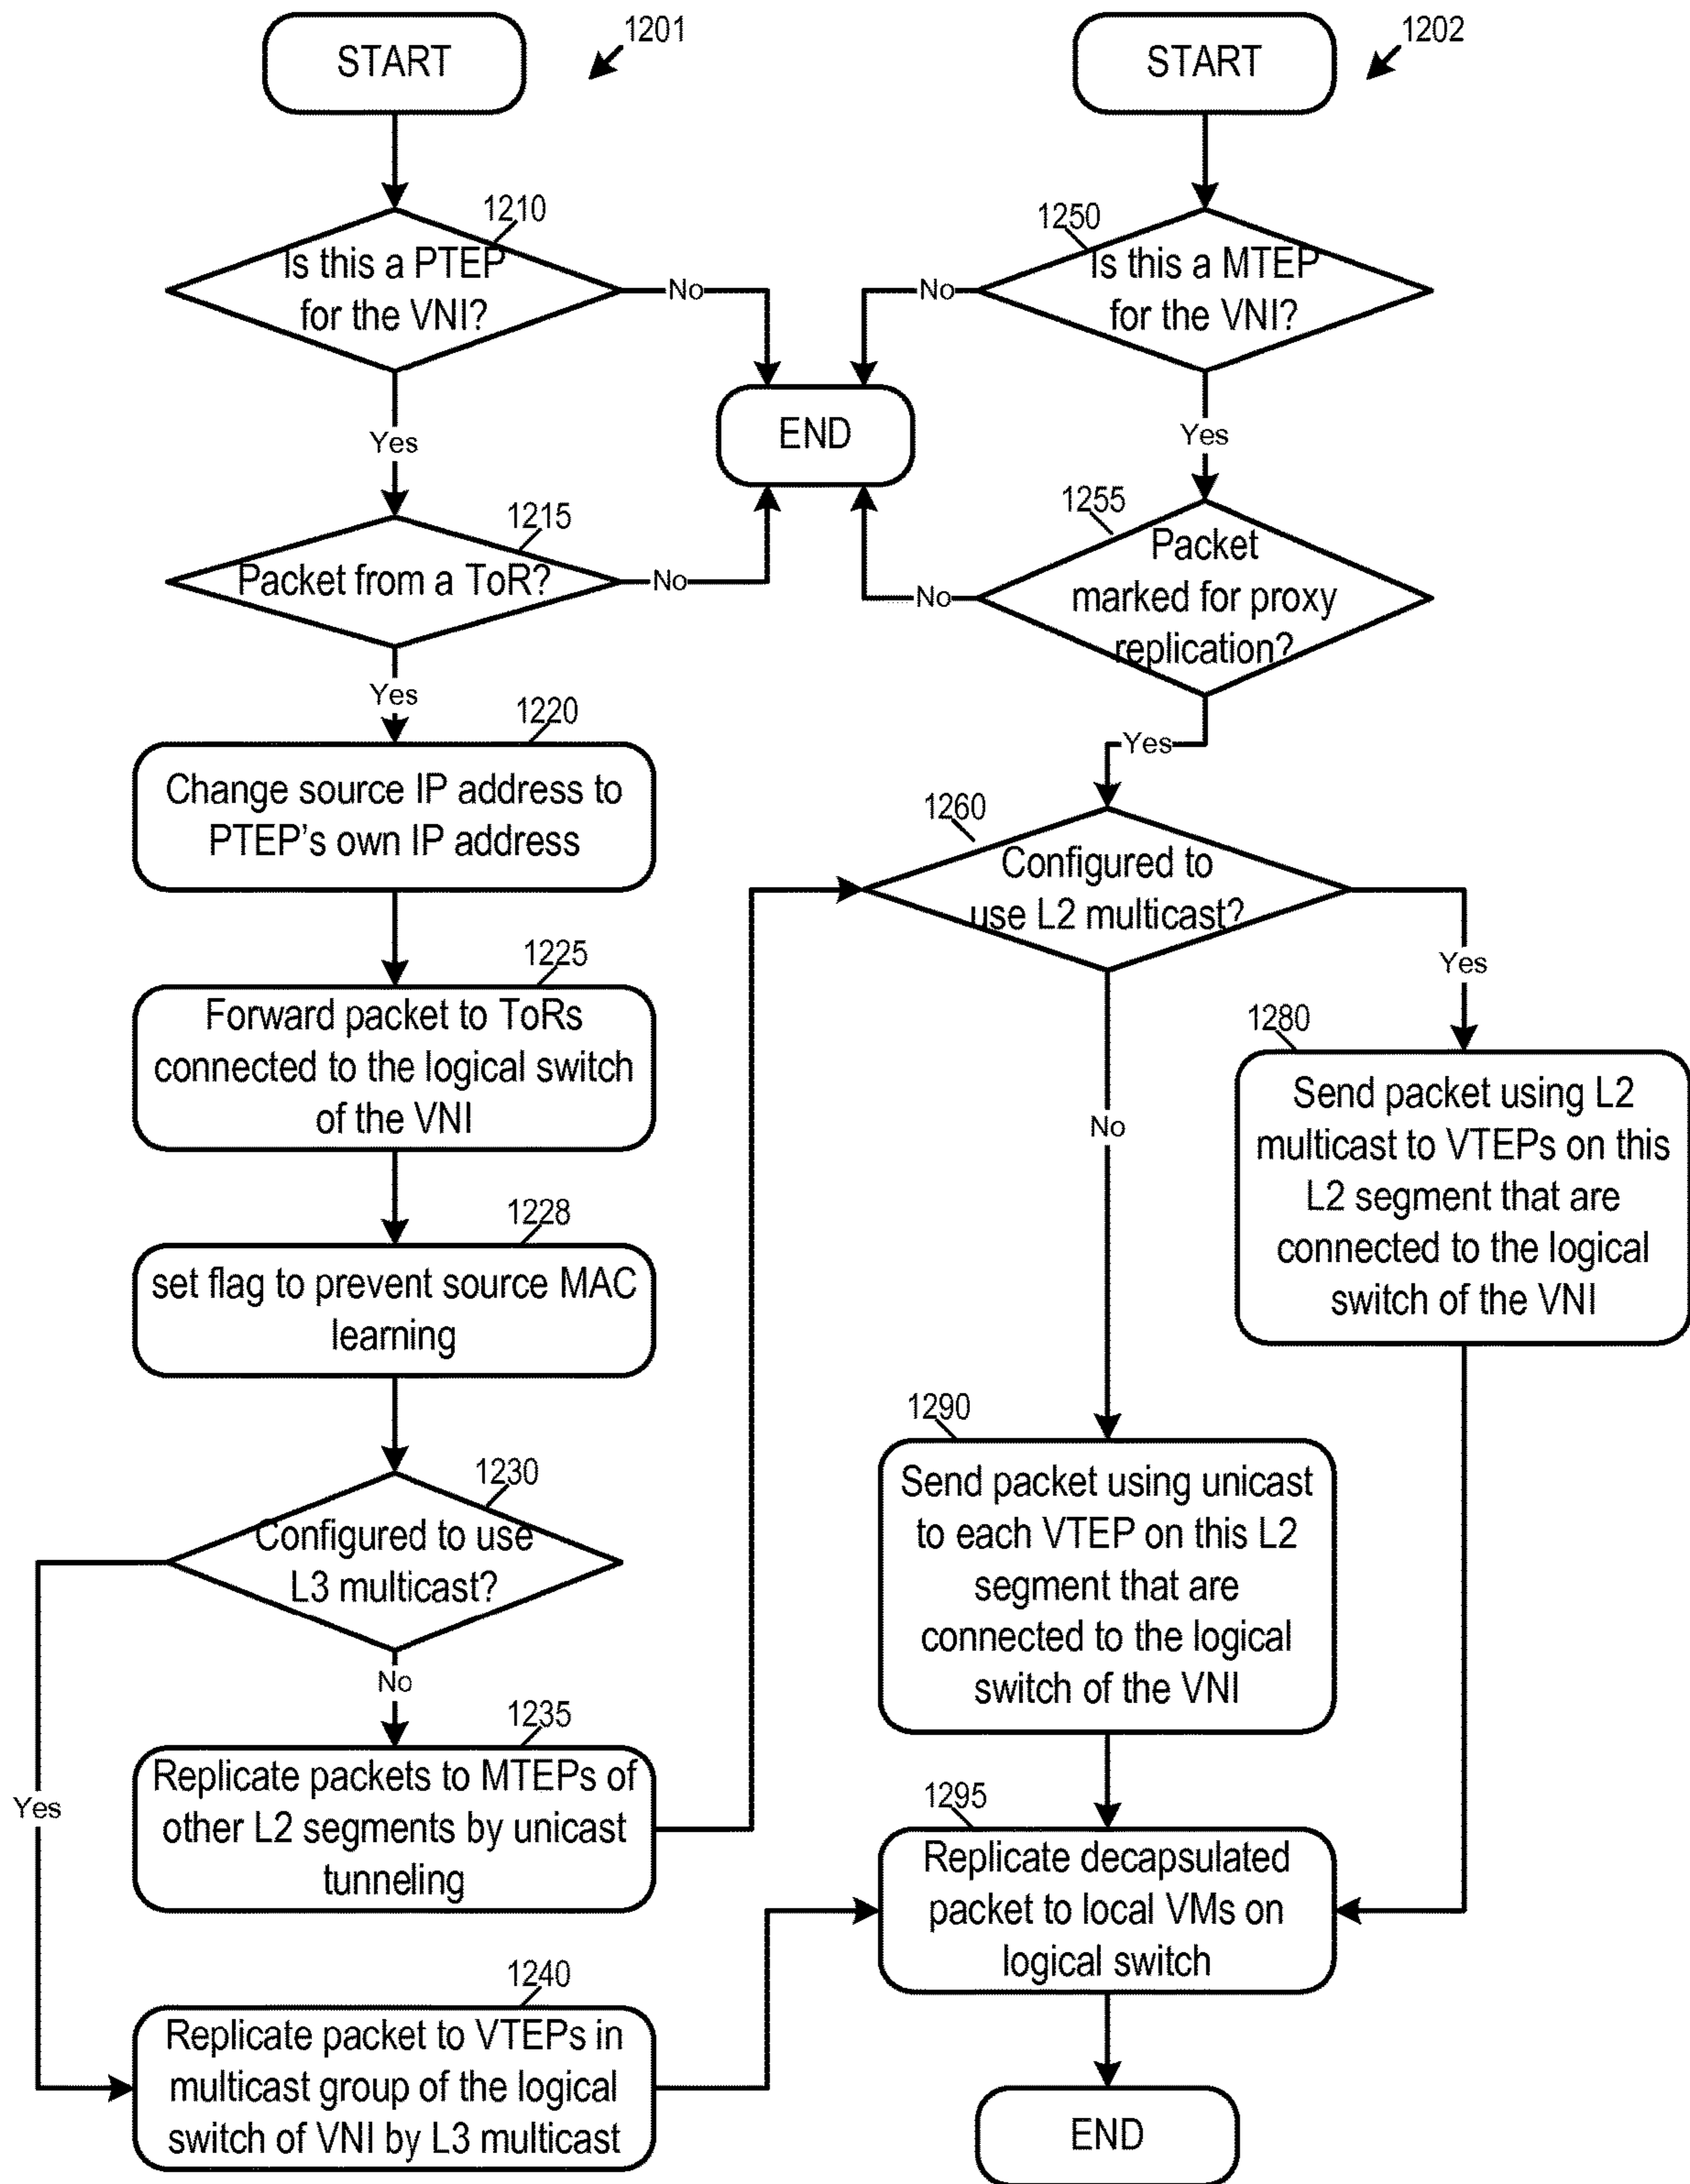 START
1201
1210
Is this a PTEP
for the VNI?
No
Yes
1215
Packet from a ToR?
No
Yes
1220
Change source IP address to
PTEP's own IP address
1225
Forward packet to ToRs
connected to the logical switch
of the VNI
1228
set flag to prevent source MAC
learning
1230
Configured to use
L3 multicast?
No
Yes
1235
Replicate packets to MTEPs of
other L2 segments by unicast
tunneling
1240
Replicate packet to VTEPs in
multicast group of the logical
switch of VNI by L3 multicast
END
START
1202
1250
Is this a MTEP
for the VNI?
No
Yes
1255
Packet
marked for proxy
replication?
No
Yes
1260
Configured to
use L2 multicast?
Yes
No
1280
Send packet using L2
multicast to VTEPs on this
L2 segment that are
connected to the logical
switch of the VNI
1290
Send packet using unicast
to each VTEP on this L2
segment that are
connected to the logical
switch of the VNI
1295
Replicate decapsulated
packet to local VMs on
logical switch
END